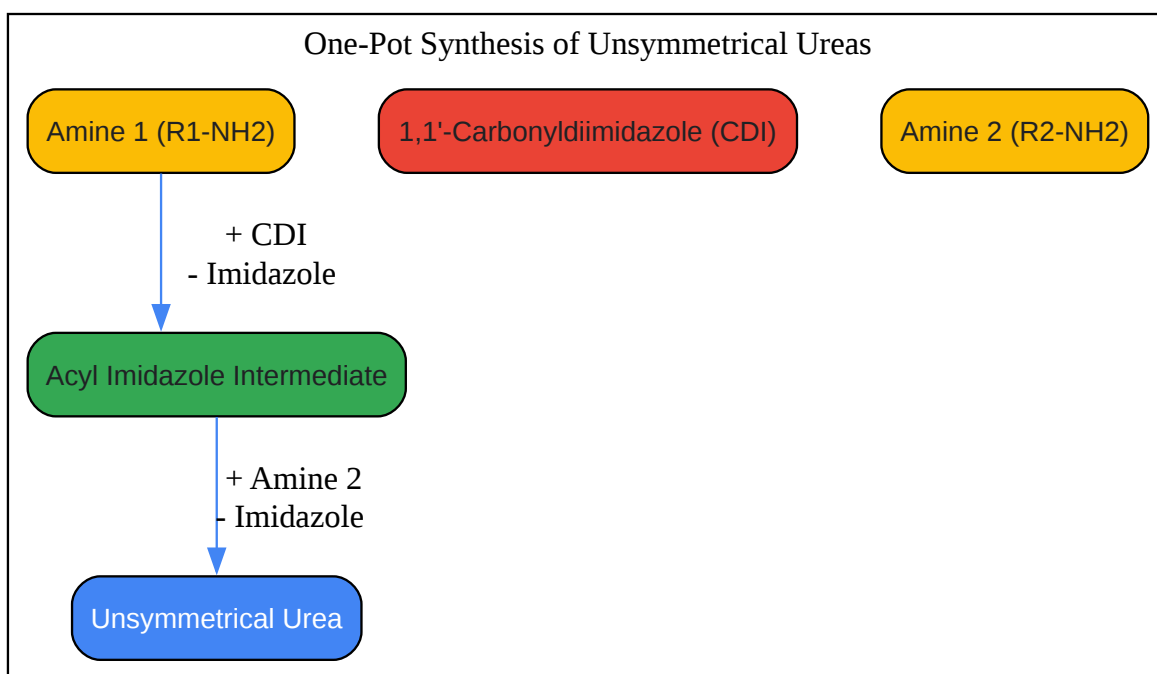 One-Pot Synthesis of Unsymmetrical Ureas
Amine 1 (R1-NH2)
1,1'-Carbonyldiimidazole (CDI)
Amine 2 (R2-NH2)
+ CDI
- Imidazole
Acyl Imidazole Intermediate
+ Amine 2
- Imidazole
Unsymmetrical Urea